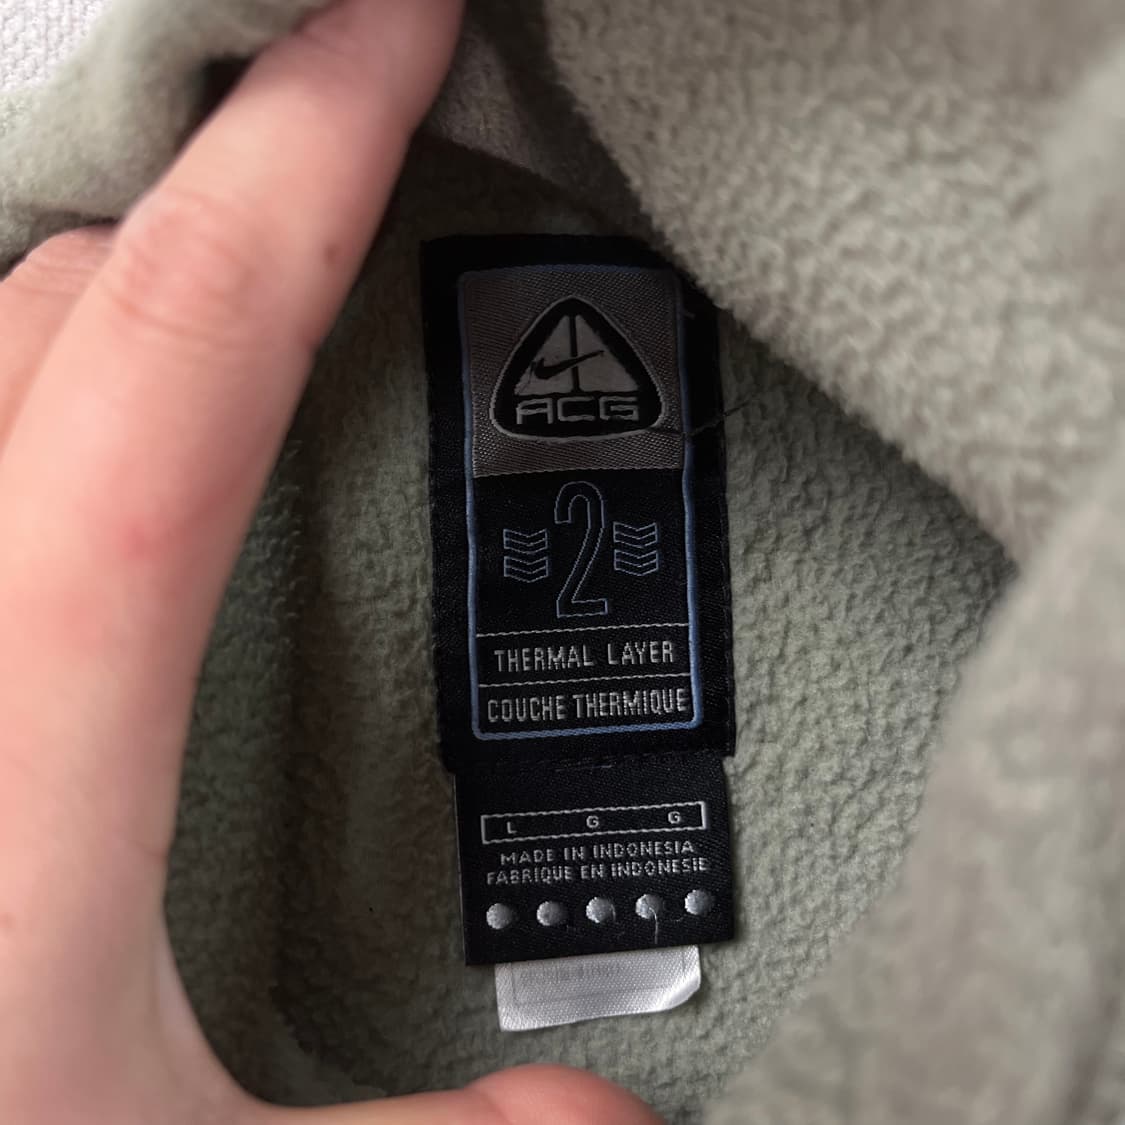 ACG
2
THERMAL LAYER
COUCHE THERMIQUE
L G G
MADE IN INDONESIA
FABRIQUE EN INDONESIE